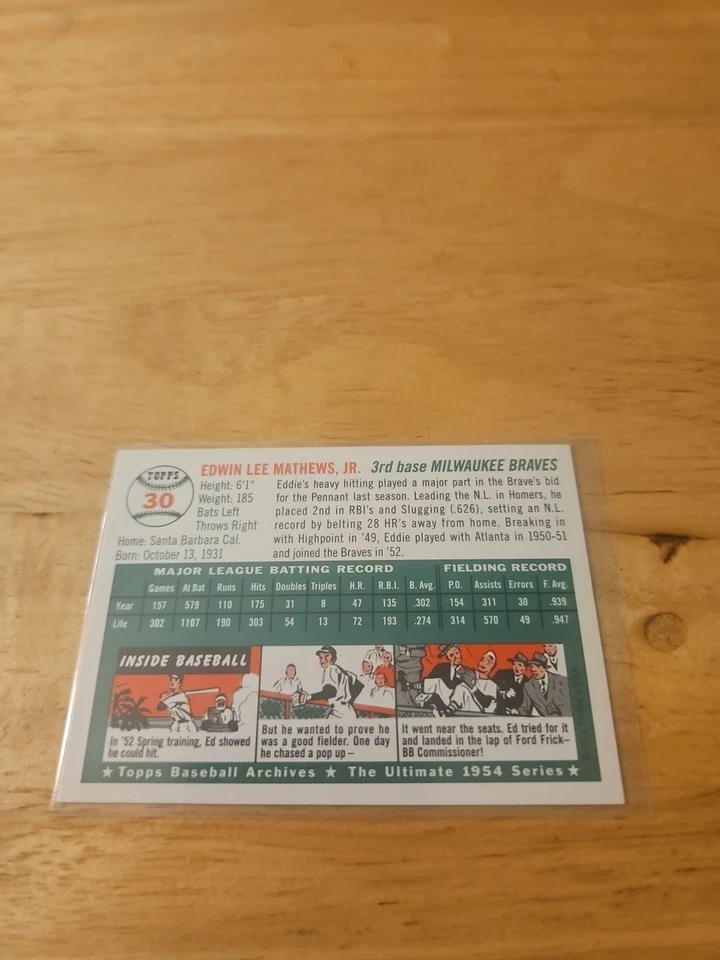 TOPPS
30
EDWIN LEE MATHEWS, JR. 3rd base MILWAUKEE BRAVES
Height: 6'1"
Weight: 185
Bats Left
Throws Right
Home: Santa Barbara Cal.
Born: October 13, 1931
Eddie's heavy hitting played a major part in the Brave's bid
for the Pennant last season. Leading the N.L. in Homers, he
placed 2nd in RBI's and Slugging (.626), setting an N.L.
record by belting 28 HR's away from home. Breaking in
with Highpoint in '49, Eddie played with Atlanta in 1950-51
and joined the Braves in '52.
MAJOR LEAGUE BATTING RECORD FIELDING RECORD
Games At Bat Runs Hits Doubles Triples H.R. R.B.I. B. Avg. P.O. Assists Errors F. Avg.
Year 157 579 110 175 31 8 47 135 .302 154 311 30 .939
Life 302 1107 190 303 54 13 72 193 .274 314 570 49 .947
INSIDE BASEBALL
In '52 Spring training, Ed showed
he could hit.
But he wanted to prove he
was a good fielder. One day
he chased a pop up –
It went near the seats. Ed tried for it
and landed in the lap of Ford Frick–
BB Commissioner!
★ Topps Baseball Archives ★ The Ultimate 1954 Series ★